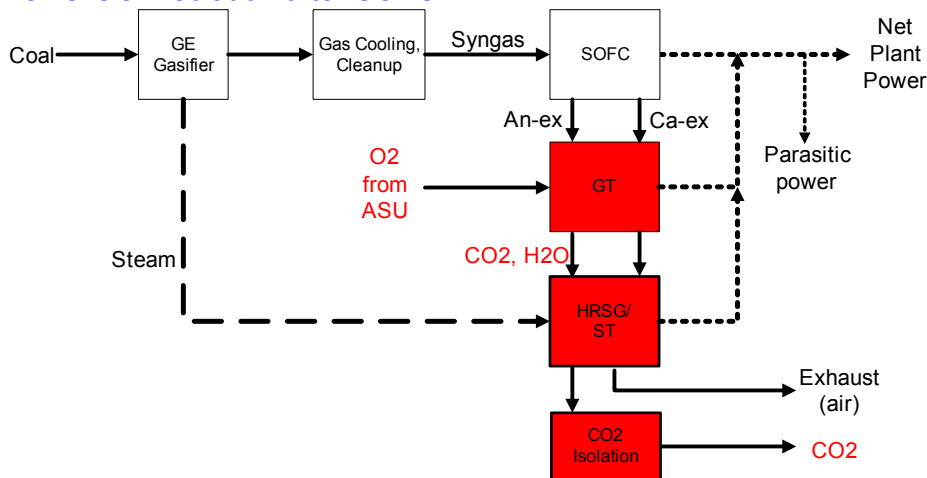 Coal
GE
Gasifier
Gas Cooling,
Cleanup
Syngas
SOFC
Net
Plant
Power
An-ex
Ca-ex
Parasitic
power
O2
from
ASU
GT
Steam
CO2, H2O
HRSG/
ST
Exhaust
(air)
CO2
Isolation
CO2